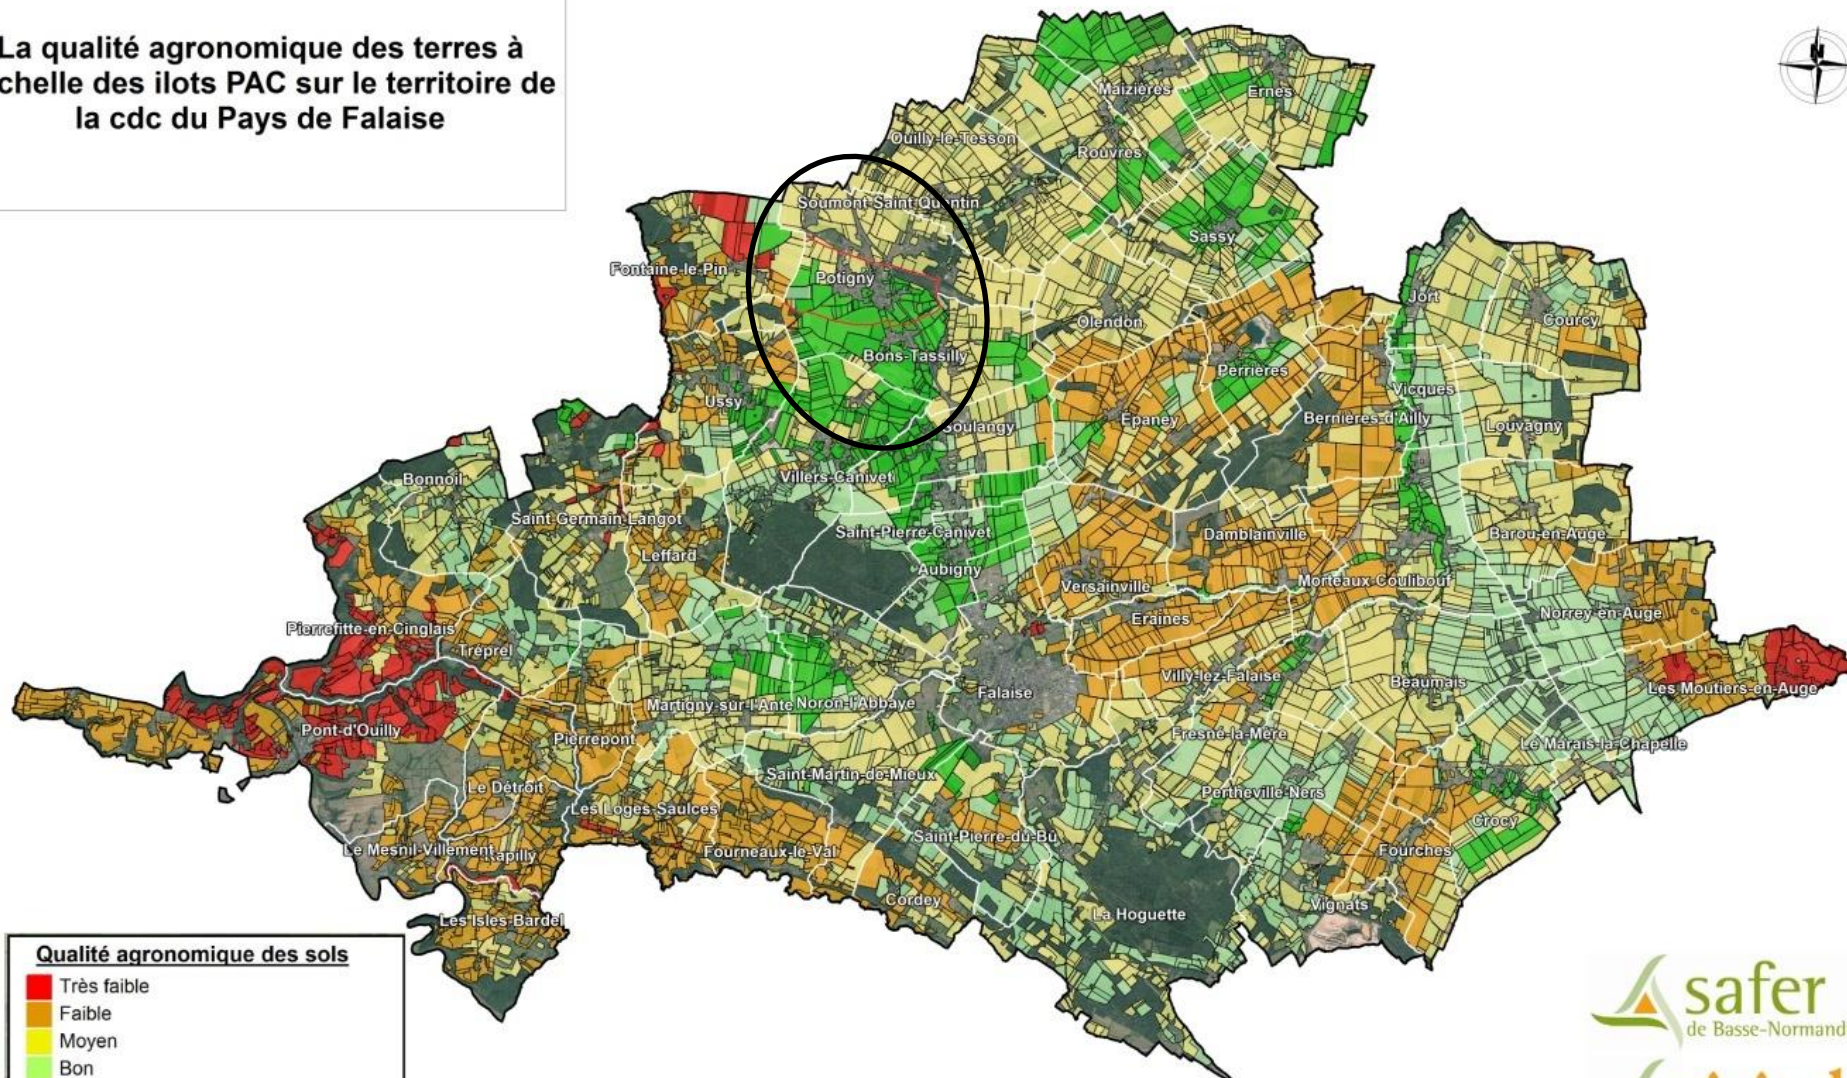 La qualité agronomique des terres à
chelle des ilots PAC sur le territoire de
la cdc du Pays de Falaise
N
Maizières
Ernes
Ouilly-le-Tesson
Rouvres
Soumont-Saint-Quentin
Sassy
Fontaine-le-Pin
Potigny
Jort
Olendon
Courcy
Bons-Tassilly
Perrières
Vicques
Ussy
Epaney
Bernières-d'Ailly
Soulangy
Louvagny
Villers-Canivet
Bonnoil
Saint-Germain-Langot
Saint-Pierre-Canivet
Damblainville
Barou-en-Auge
Leffard
Aubigny
Versainville
Morteaux-Coulibouf
Norrey-en-Auge
Eraines
Pierrefitte-en-Cinglais
Tréprel
Villy-lez-Falaise
Beaumais
Les Moutiers-en-Auge
Falaise
Martigny-sur-l'Ante
Noron-l'Abbaye
Pont-d'Ouilly
Pierrepont
Fresné-la-Mère
Le Marais-la-Chapelle
Saint-Martin-de-Mieux
Le Détroit
Pertheville-Ners
Les Loges-Saulces
Crocy
Saint-Pierre-du-Bû
Le Mesnil-Villement
Rapilly
Fourneaux-le-Val
Fourches
Cordey
Vignats
La Hoguette
Les Isles-Bardel
Qualité agronomique des sols
Très faible
Faible
Moyen
Bon
safer
de Basse-Normand